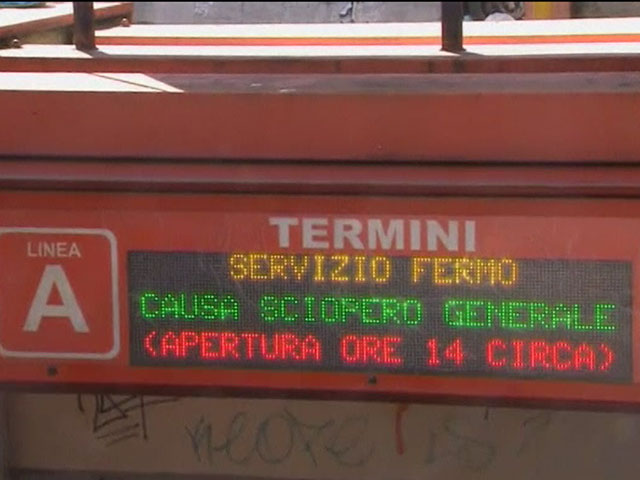 TERMINI
LINEA
A
SERVIZIO FERMO
CAUSA SCIOPERO GENERALE
(APERTURA ORE 14 CIRCA)